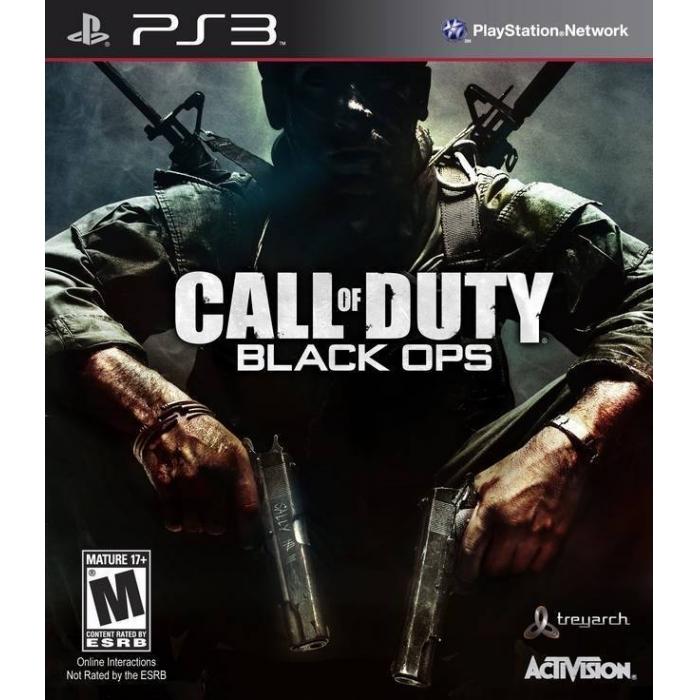 PS3
PlayStation®Network
CALL OF DUTY
BLACK OPS
SALLY
MATURE 17+
M
®
CONTENT RATED BY
ESRB
Online Interactions
Not Rated by the ESRB
treyarch
ACTIVISION